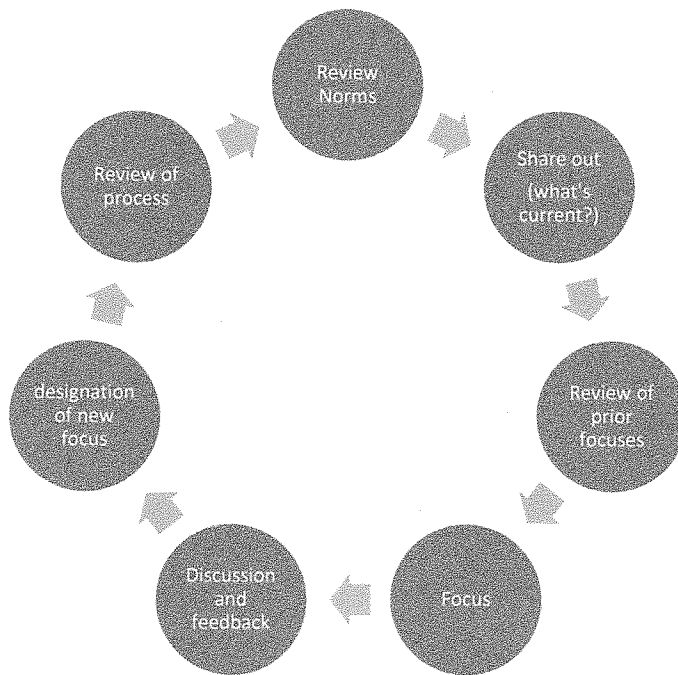 Review
Norms
Share out
(what's
current?)
Review of
prior
focuses
Focus
Discussion
and
feedback
designation
of new
focus
Review of
process